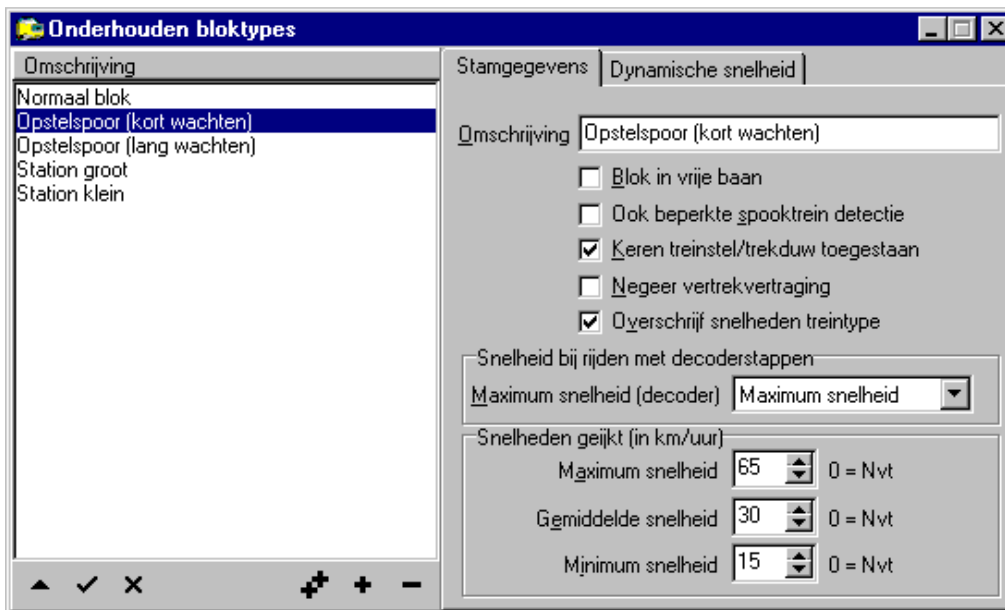 Onderhouden bloktypes
Omschrijving
Normaal blok
Opstelspoor (kort wachten)
Opstelspoor (lang wachten)
Station groot
Station klein
Stamgegevens
Dynamische snelheid
Omschrijving Opstelspoor (kort wachten)
Blok in vrije baan
Ook beperkte spooktrein detectie
Keren treinstel/trekduw toegestaan
Negeer vertrekvertraging
Overschrijf snelheden treintype
Snelheid bij rijden met decoderstappen
Maximum snelheid (decoder) Maximum snelheid
Snelheden geijkt (in km/uur)
Maximum snelheid 65 0 = Nvt
Gemiddelde snelheid 30 0 = Nvt
Minimum snelheid 15 0 = Nvt